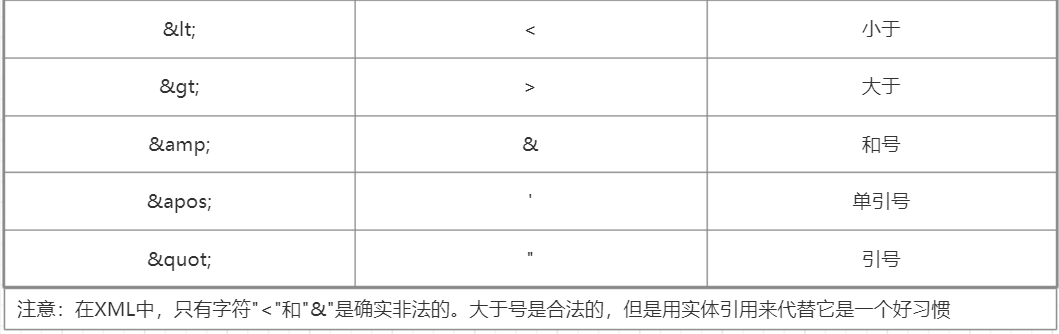 &lt; < 小于
&gt; > 大于
&amp; & 和号
&apos; ' 单引号
&quot; " 引号
注意：在XML中，只有字符"<"和"&"是确实非法的。大于号是合法的，但是用实体引用来代替它是一个好习惯